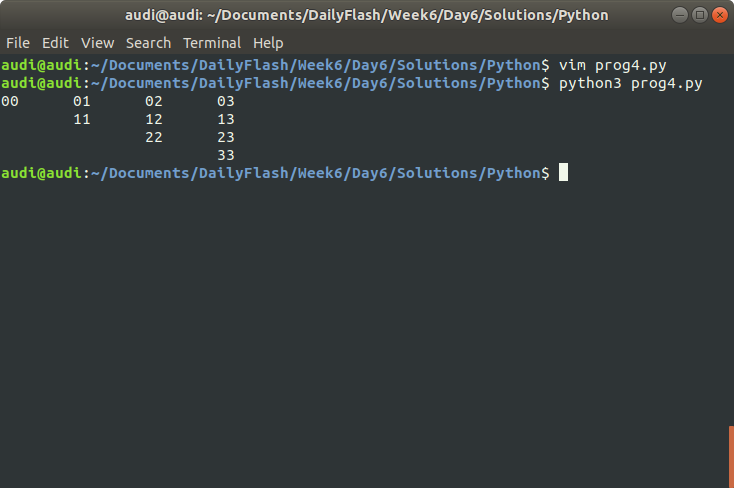 audi@audi: ~/Documents/DailyFlash/Week6/Day6/Solutions/Python
File Edit View Search Terminal Help
audi@audi:~/Documents/DailyFlash/Week6/Day6/Solutions/Python$ vim prog4.py
audi@audi:~/Documents/DailyFlash/Week6/Day6/Solutions/Python$ python3 prog4.py
00      01      02      03
        11      12      13
                22      23
                        33
audi@audi:~/Documents/DailyFlash/Week6/Day6/Solutions/Python$